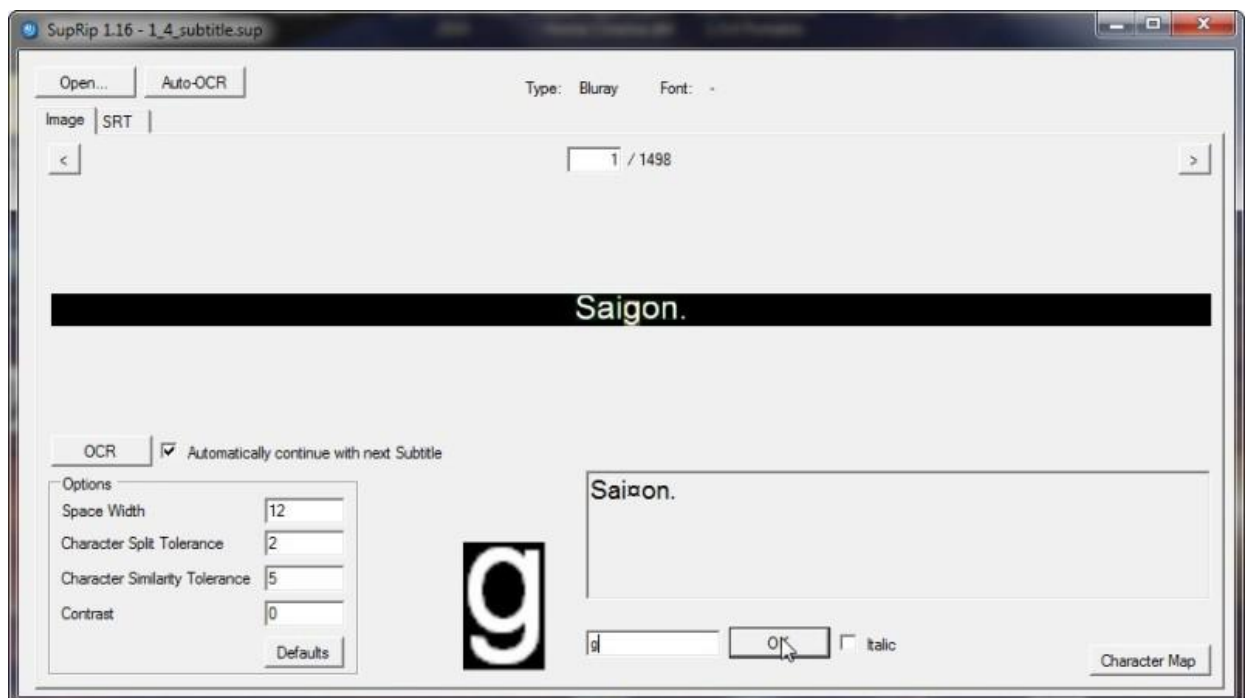 SupRip 1.16 - 1_4_subtitle.sup
Open... Auto-OCR Type: Bluray Font: -
Image SRT
< 1 / 1498 >
Saigon.
OCR Automatically continue with next Subtitle
Options
Space Width 12
Character Split Tolerance 2
Character Similarity Tolerance 5
Contrast 0
Defaults
Sai¤on.
g
g OK Italic
Character Map